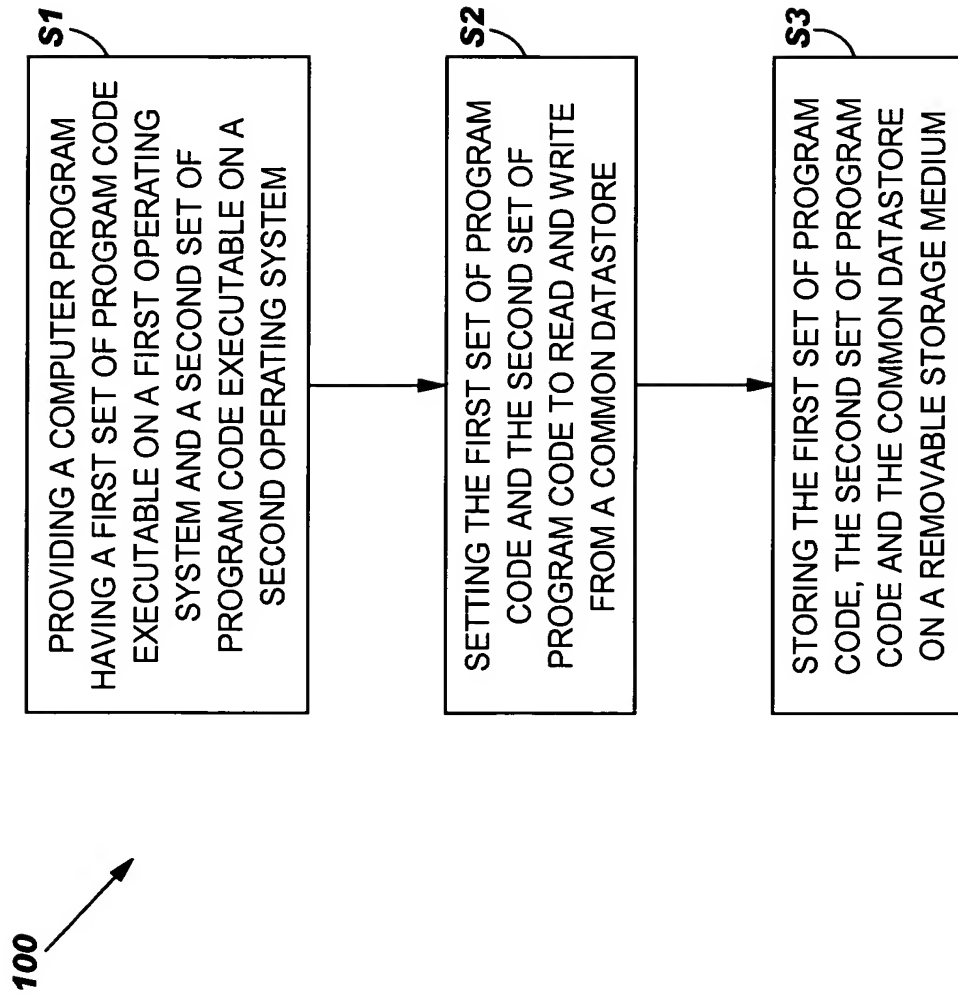 100
S1
PROVIDING A COMPUTER PROGRAM
HAVING A FIRST SET OF PROGRAM CODE
EXECUTABLE ON A FIRST OPERATING
SYSTEM AND A SECOND SET OF
PROGRAM CODE EXECUTABLE ON A
SECOND OPERATING SYSTEM
S2
SETTING THE FIRST SET OF PROGRAM
CODE AND THE SECOND SET OF
PROGRAM CODE TO READ AND WRITE
FROM A COMMON DATASTORE
S3
STORING THE FIRST SET OF PROGRAM
CODE, THE SECOND SET OF PROGRAM
CODE AND THE COMMON DATASTORE
ON A REMOVABLE STORAGE MEDIUM